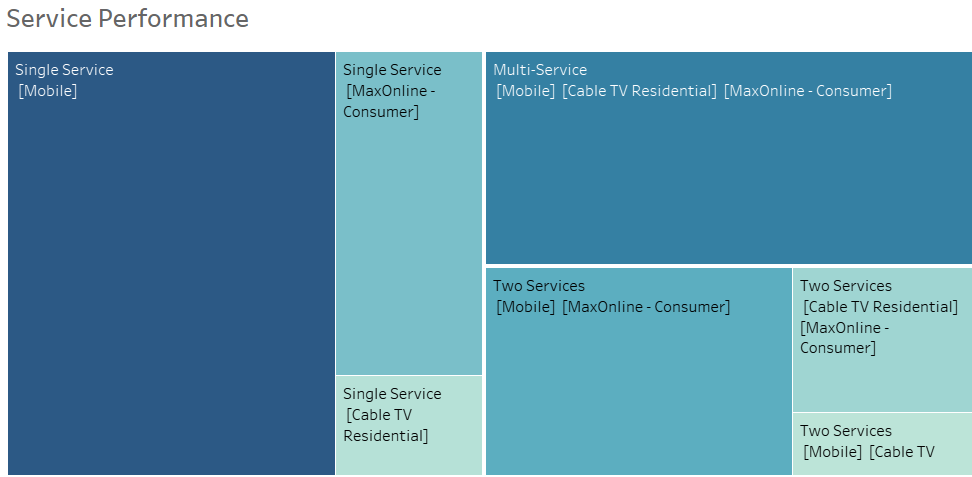 Service Performance
Single Service
[Mobile]
Single Service
[MaxOnline -
Consumer]
Single Service
[Cable TV
Residential]
Multi-Service
[Mobile] [Cable TV Residential] [MaxOnline - Consumer]
Two Services
[Mobile] [MaxOnline - Consumer]
Two Services
[Cable TV Residential]
[MaxOnline -
Consumer]
Two Services
[Mobile] [Cable TV